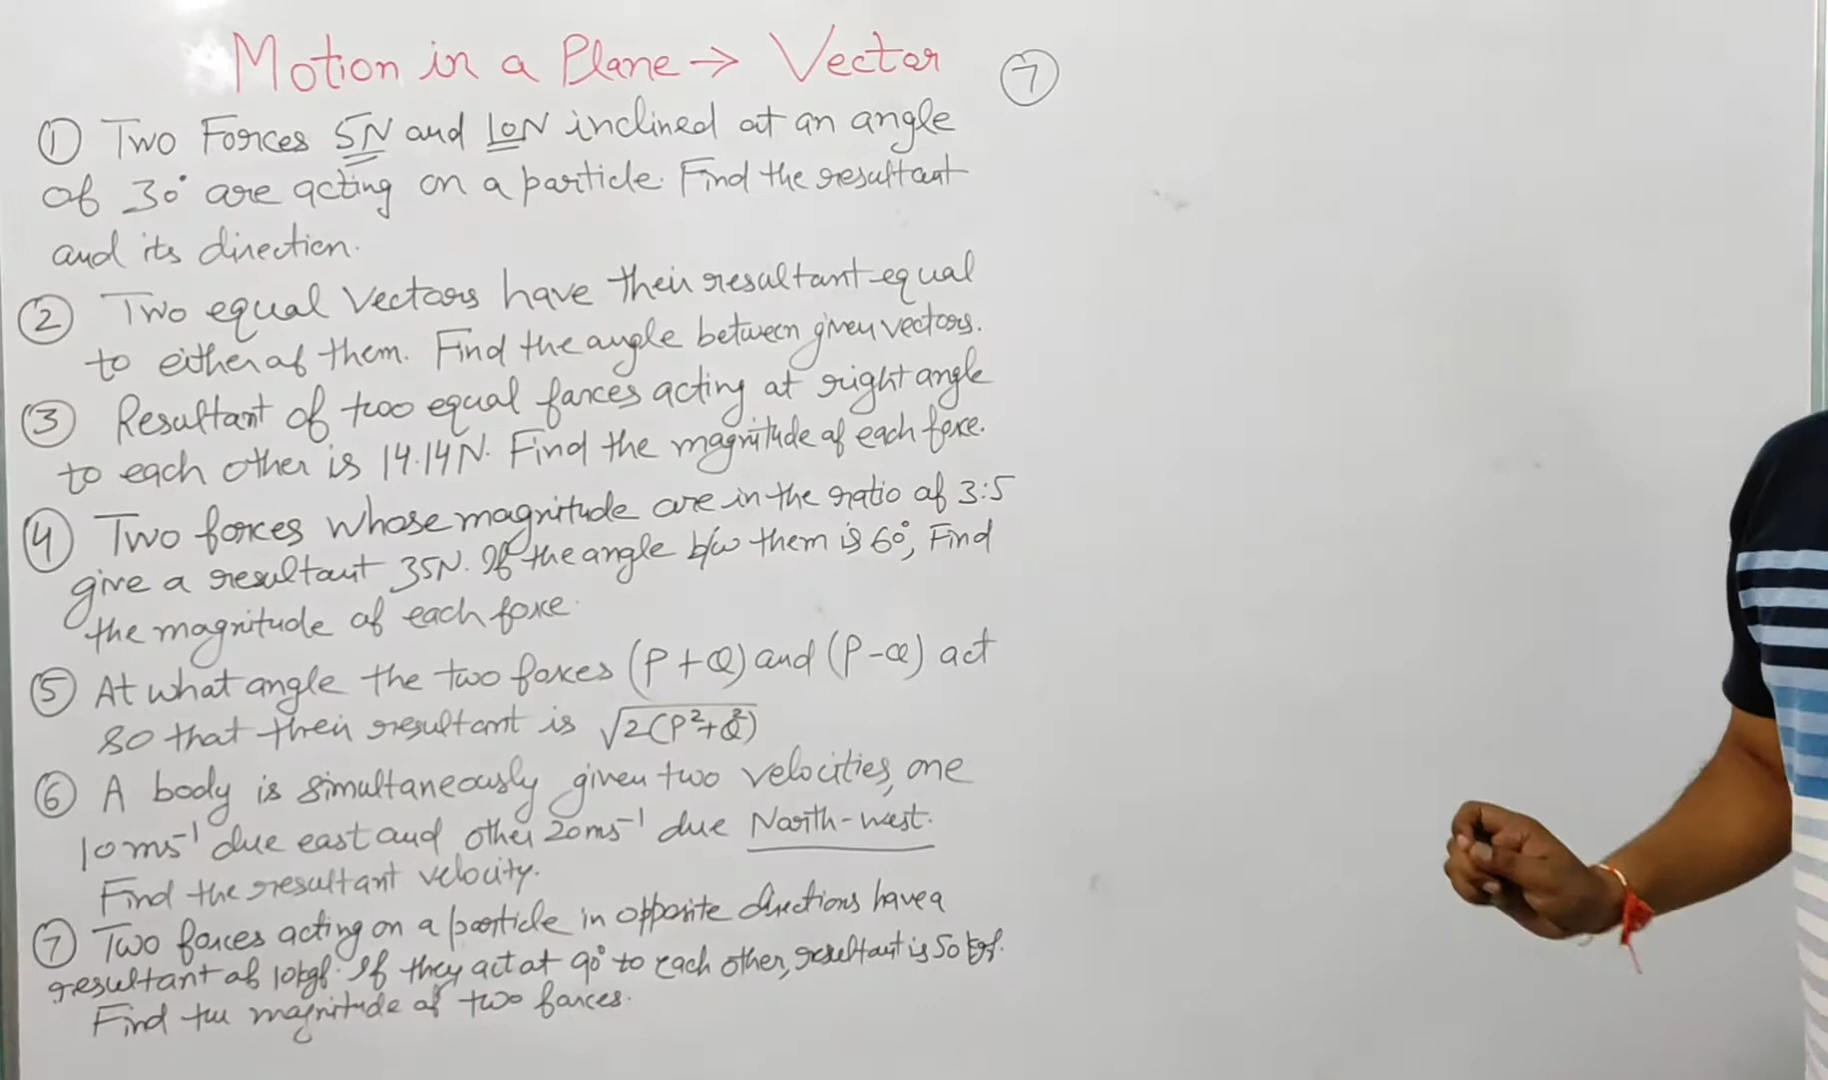 Motion in a Plane → Vector
① Two Forces 5N and 10N inclined at an angle
of 30° are acting on a particle. Find the resultant
and its direction.
② Two equal Vectors have their resultant equal
to either of them. Find the angle between given vectors.
③ Resultant of two equal forces acting at right angle
to each other is 14.14N. Find the magnitude of each force.
④ Two forces whose magnitude are in the ratio of 3:5
give a resultant 35N. If the angle b/w them is 60°, Find
the magnitude of each force.
⑤ At what angle the two forces (P+Q) and (P-Q) act
so that their resultant is √2(P²+Q²)
⑥ A body is simultaneously given two velocities, one
10ms⁻¹ due east and other 20ms⁻¹ due North-west.
Find the resultant velocity.
⑦ Two forces acting on a particle in opposite directions have a
resultant of 10kgf. If they act at 90° to each other, resultant is 50 kgf.
Find the magnitude of two forces.
⑦